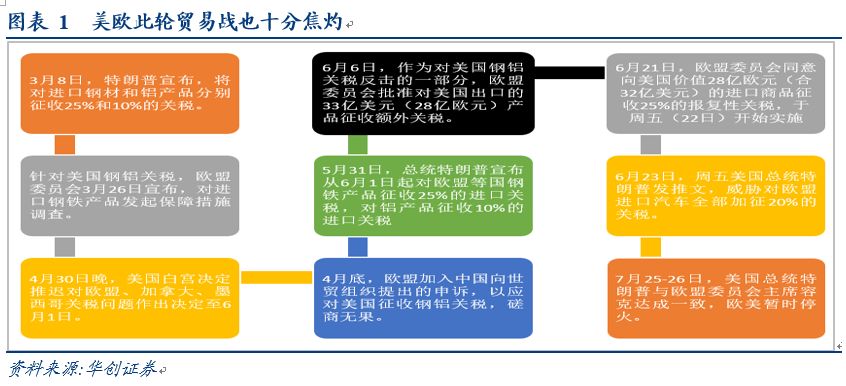 图表 1 美欧此轮贸易战也十分焦灼
3月8日，特朗普宣布，将
对进口钢材和铝产品分别
征收25%和10%的关税。
针对美国钢铝关税，欧盟
委员会3月26日宣布，对进
口钢铁产品发起保障措施
调查。
4月30日晚，美国白宫决定
推迟对欧盟、加拿大、墨
西哥关税问题作出决定至6
月1日。
4月底，欧盟加入中国向世
贸组织提出的申诉，以应
对美国征收钢铝关税，磋
商无果。
5月31日，总统特朗普宣布
从6月1日起对欧盟等国钢
铁产品征收25%的进口关
税，对铝产品征收10%的
进口关税
6月6日，作为对美国钢铝
关税反击的一部分，欧盟
委员会批准对美国出口的
33亿美元（28亿欧元）产
品征收额外关税。
6月21日，欧盟委员会同意
向美国价值28亿欧元（合
32亿美元）的进口商品征
收25%的报复性关税，于
周五（22日）开始实施
6月23日，周五美国总统特
朗普发推文，威胁对欧盟
进口汽车全部加征20%的
关税。
7月25-26日，美国总统特
朗普与欧盟委员会主席容
克达成一致，欧美暂时停
火。
资料来源:华创证券